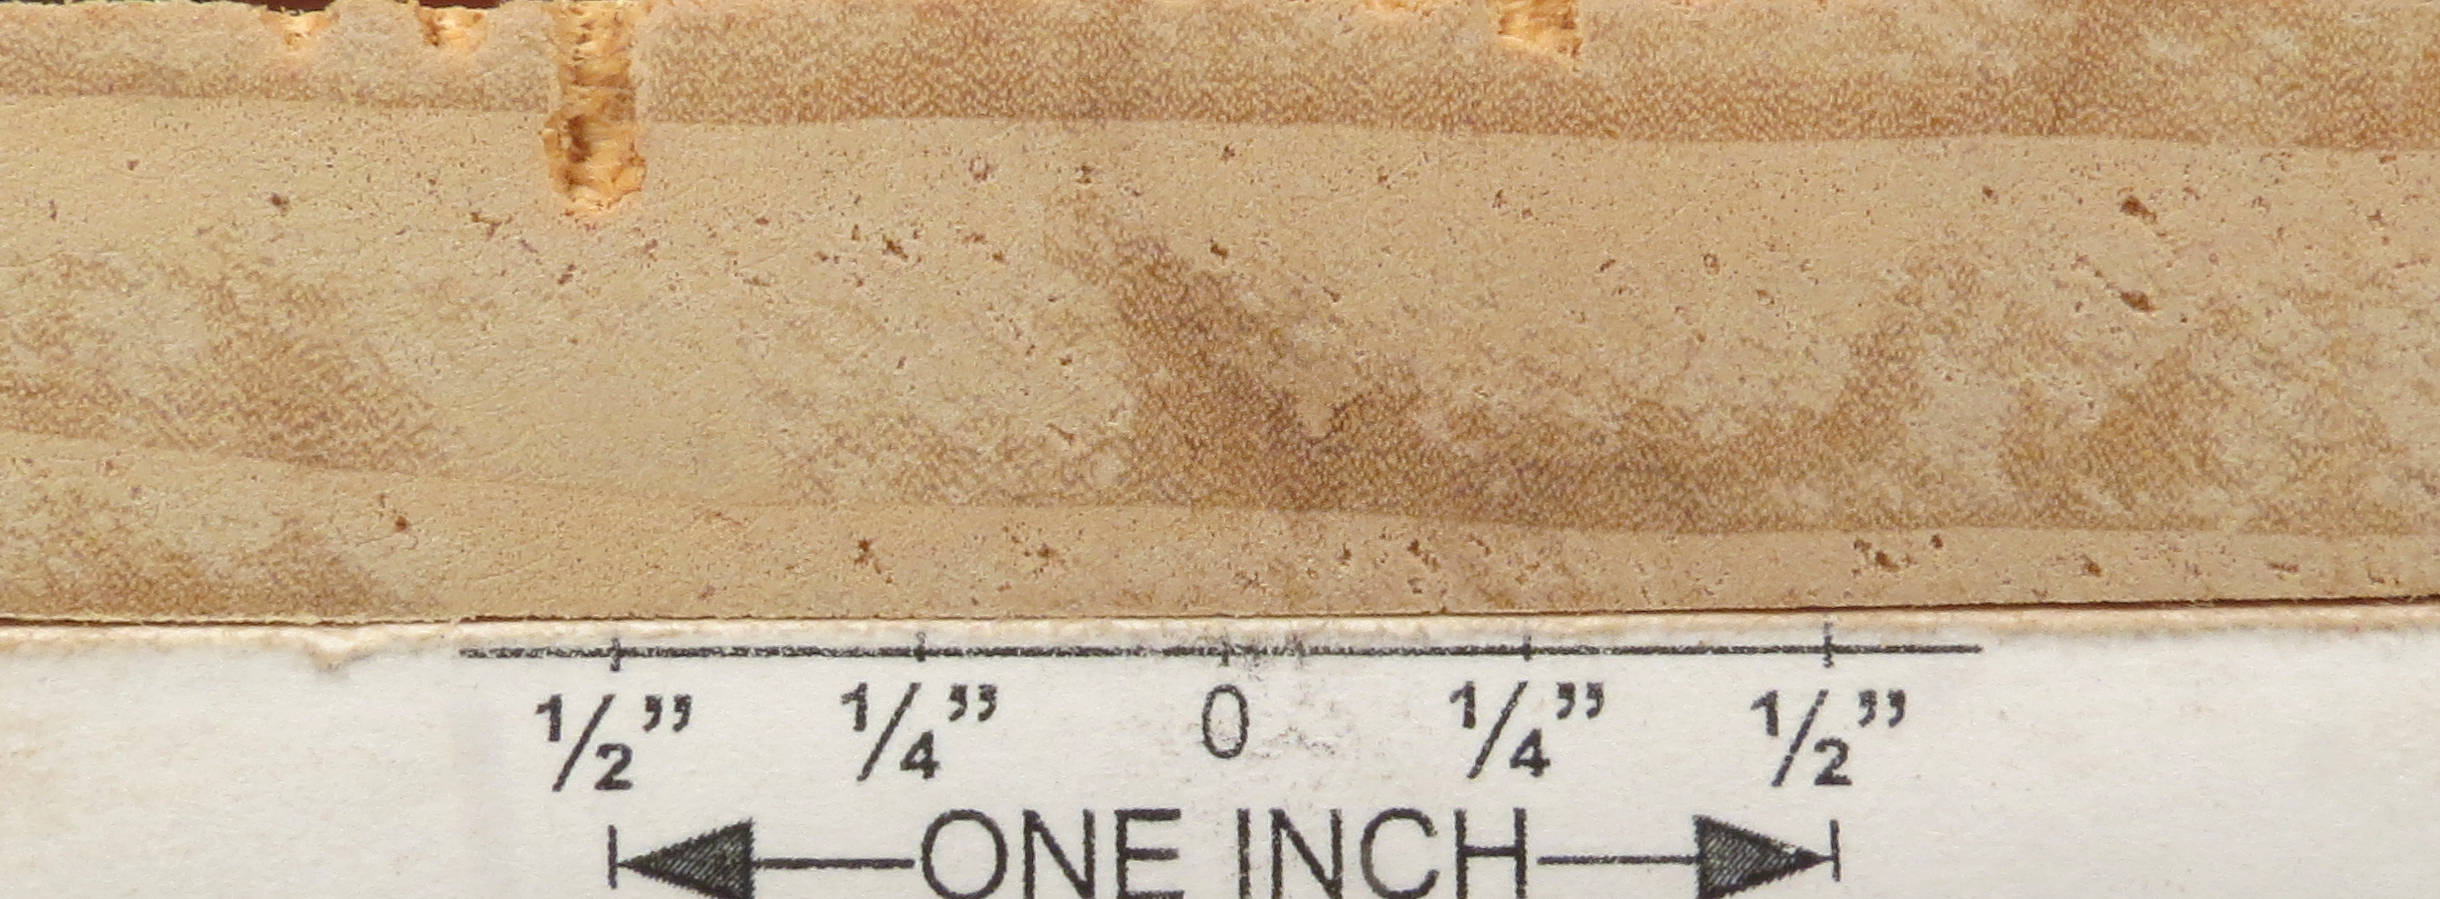 1/2” 1/4” 0 1/4” 1/2”
ONE INCH